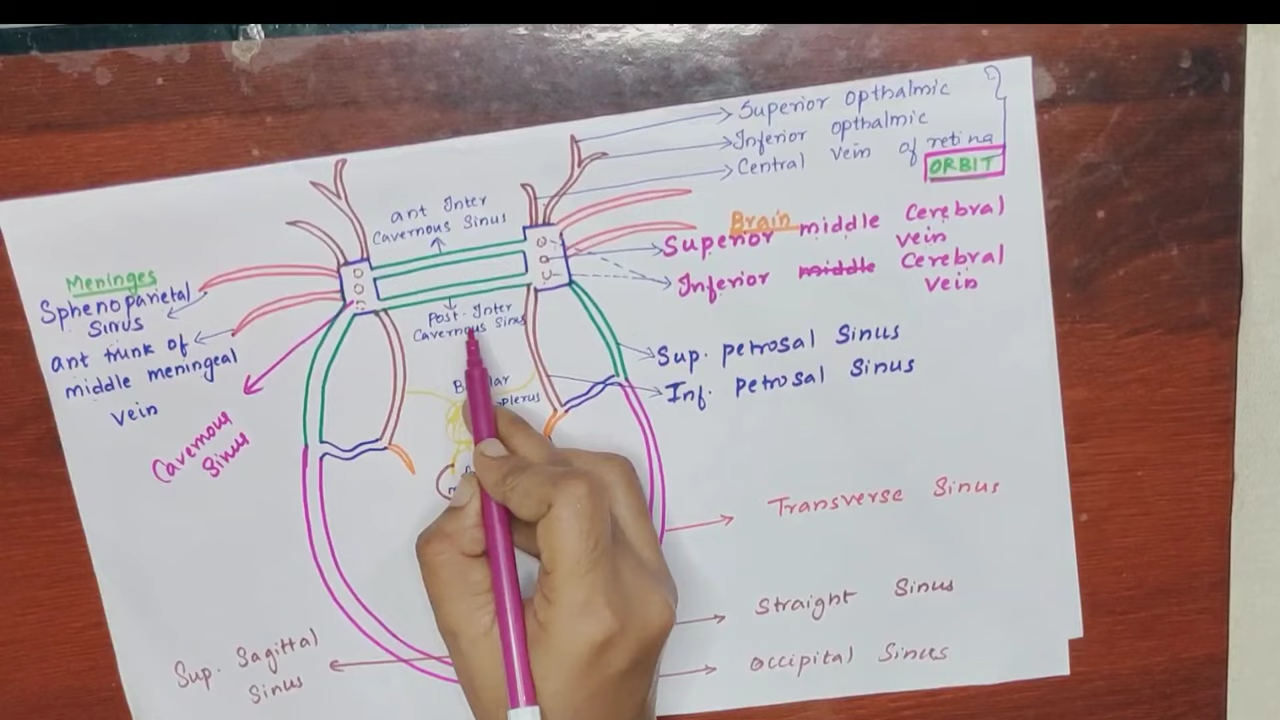 Superior opthalmic
Inferior opthalmic
Central vein of retina
ORBIT
ant Inter
Cavernous Sinus
Brain
Superior middle Cerebral
vein
Inferior middle Cerebral
vein
Meninges
Sphenoparietal
Sinus
ant trunk of
middle meningeal
vein
Post. Inter
Cavernous Sinus
Sup. petrosal Sinus
Inf. petrosal Sinus
plexus
Cavernous
Sinus
Transverse Sinus
Straight Sinus
occipital Sinus
Sup. Sagittal
Sinus